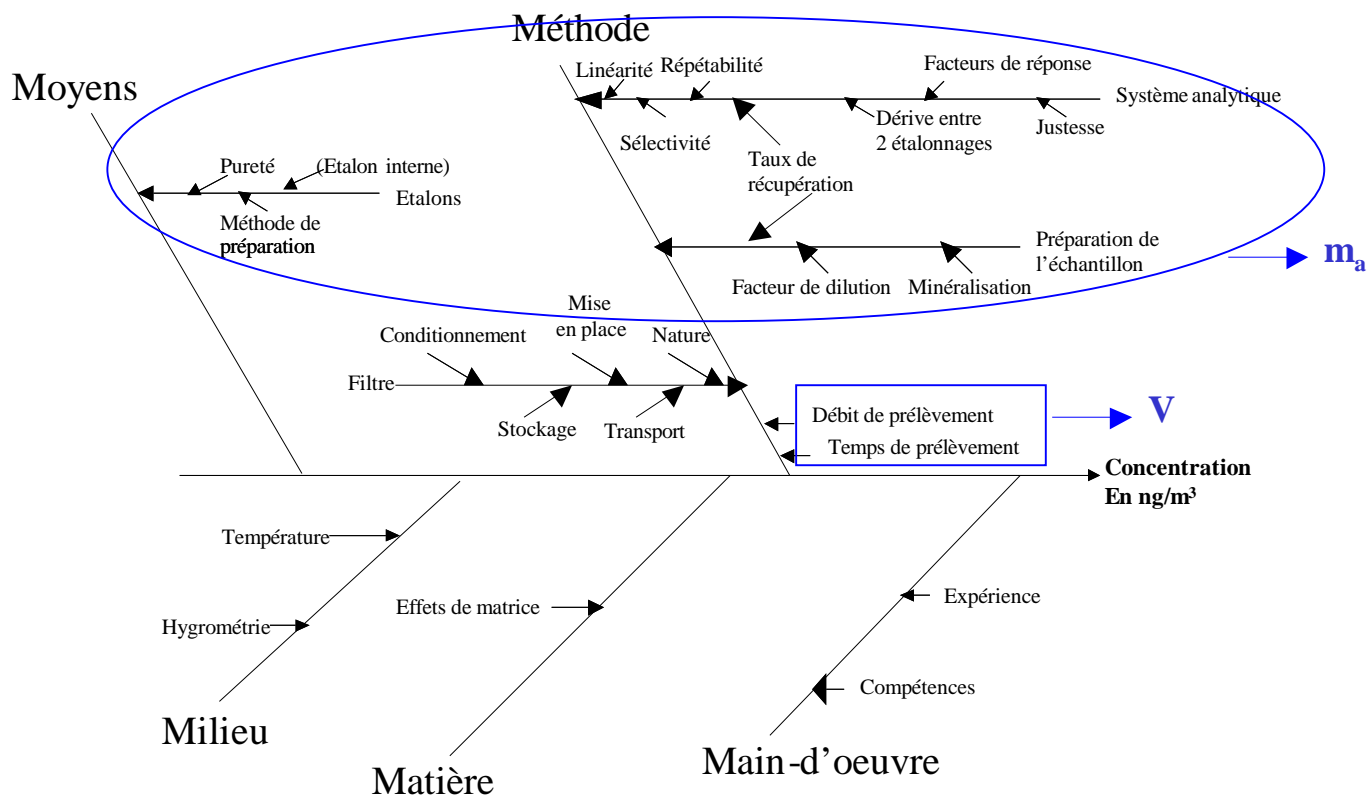 Méthode
Moyens
Linéarité
Répétabilité
Facteurs de réponse
Système analytique
Sélectivité
Taux de
récupération
Dérive entre
2 étalonnages
Justesse
Pureté
(Etalon interne)
Etalons
Méthode de
préparation
Préparation de
l’échantillon
ma
Facteur de dilution
Minéralisation
Conditionnement
Mise
en place
Nature
Filtre
Stockage
Transport
Débit de prélèvement
Temps de prélèvement
V
Concentration
En ng/m³
Température
Hygrométrie
Effets de matrice
Expérience
Compétences
Milieu
Matière
Main-d’oeuvre